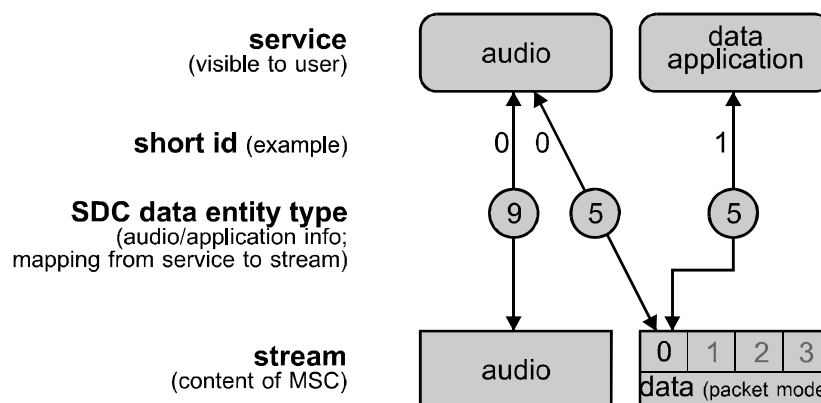 service
(visible to user)
audio
data
application
short id (example)
0 0 1
SDC data entity type
(audio/application info;
mapping from service to stream)
9 5 5
stream
(content of MSC)
audio
0 1 2 3
data (packet mode